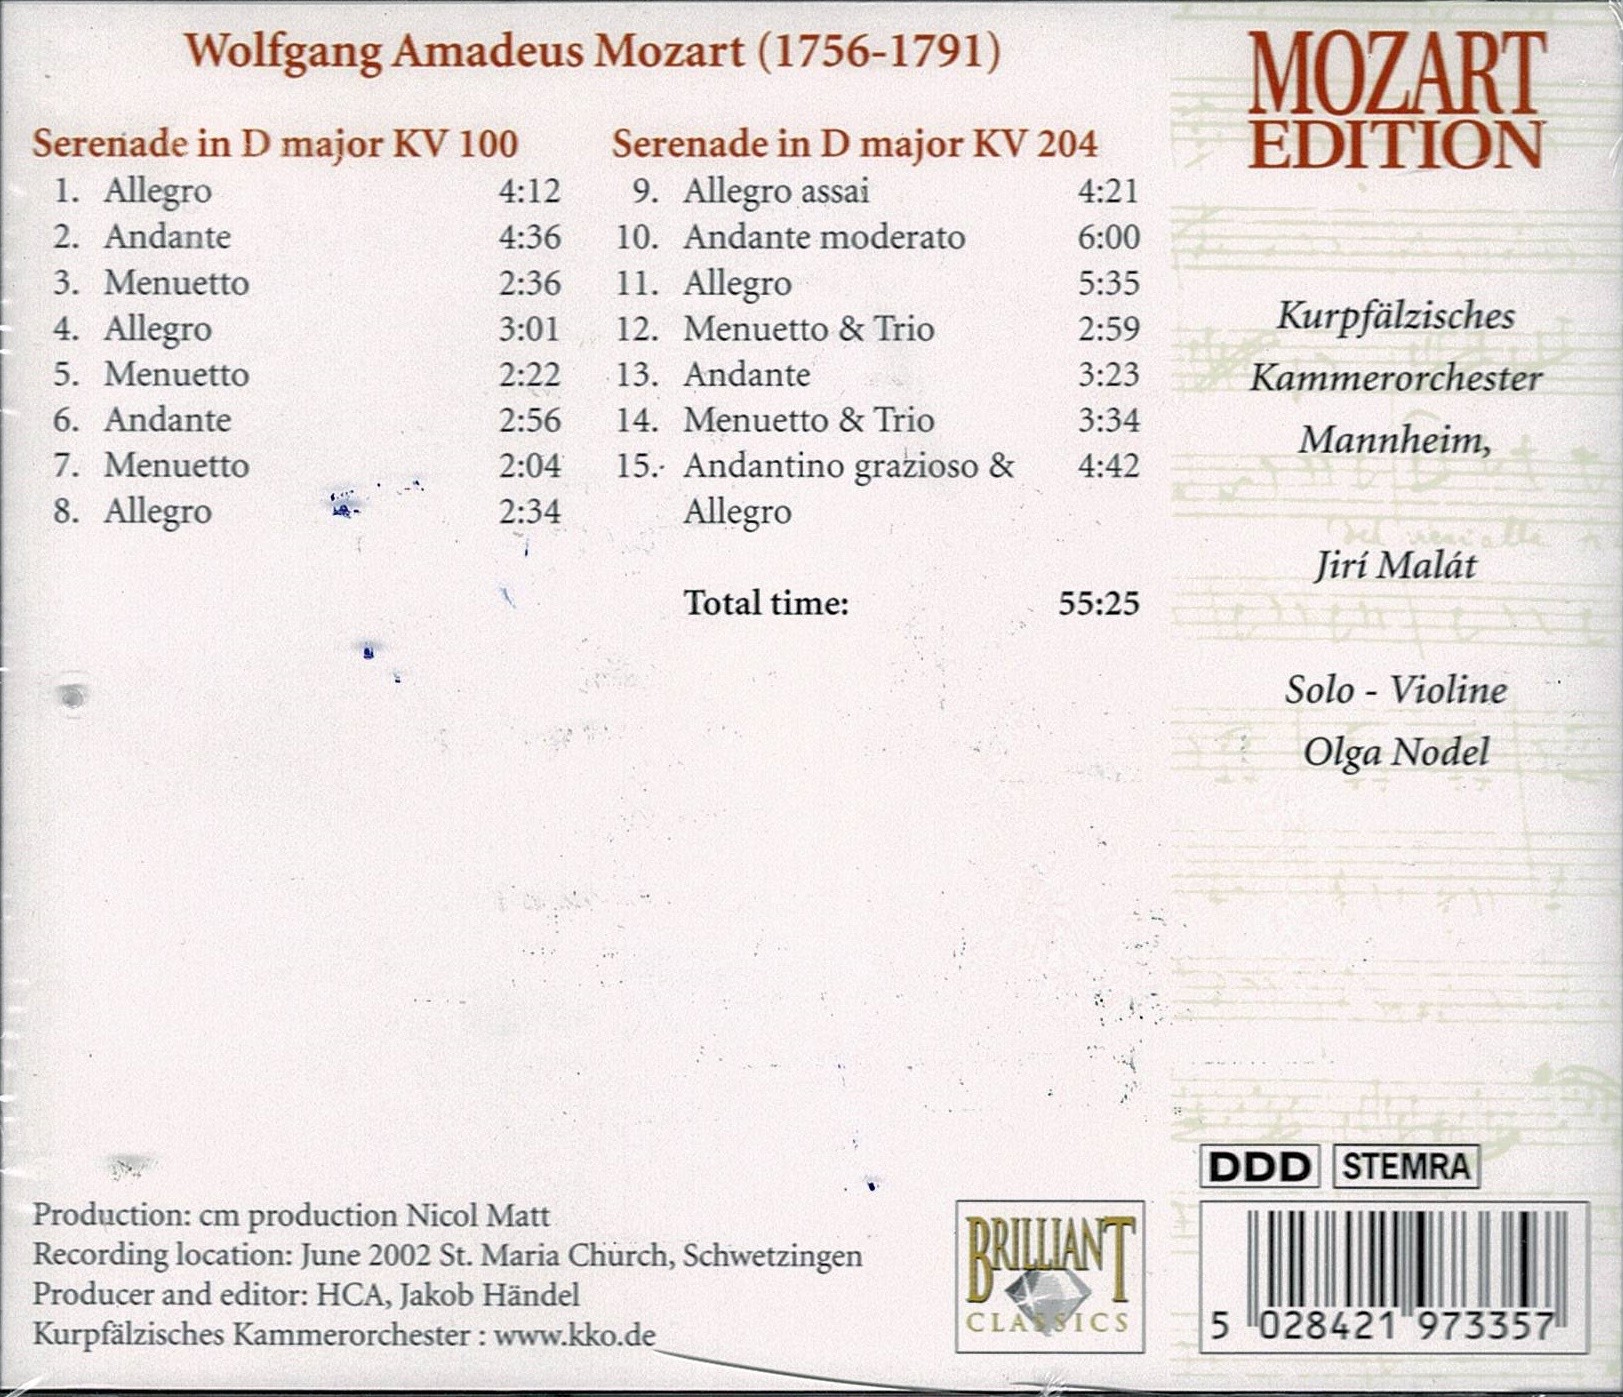 Wolfgang Amadeus Mozart (1756-1791)
Serenade in D major KV 100
1. Allegro 4:12
2. Andante 4:36
3. Menuetto 2:36
4. Allegro 3:01
5. Menuetto 2:22
6. Andante 2:56
7. Menuetto 2:04
8. Allegro 2:34
Serenade in D major KV 204
9. Allegro assai 4:21
10. Andante moderato 6:00
11. Allegro 5:35
12. Menuetto & Trio 2:59
13. Andante 3:23
14. Menuetto & Trio 3:34
15. Andantino grazioso & 4:42
Allegro
Total time: 55:25
MOZART
EDITION
Kurpfälzisches
Kammerorchester
Mannheim,
Jirí Malát
Solo - Violine
Olga Nodel
Production: cm production Nicol Matt
Recording location: June 2002 St. Maria Church, Schwetzingen
Producer and editor: HCA, Jakob Händel
Kurpfälzisches Kammerorchester : www.kko.de
BRILLIANT
CLASSICS
DDD STEMRA
5 028421 973357